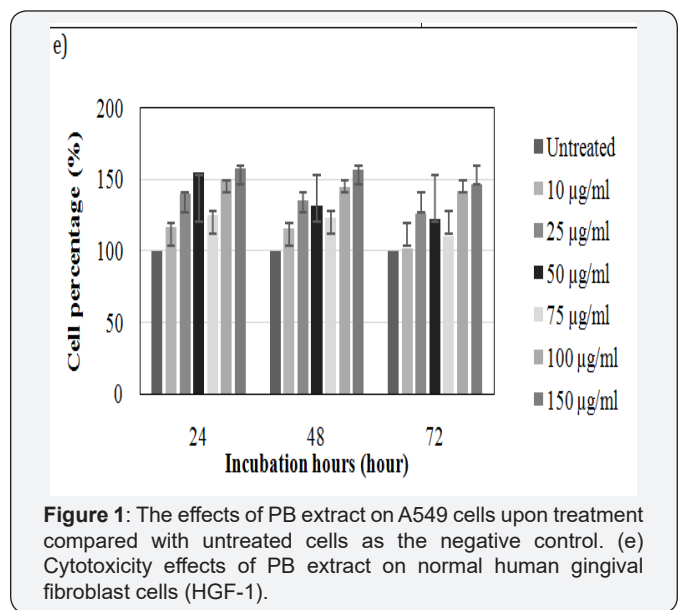 e)
200
150
100
50
0
Cell percentage (%)
24 48 72
Incubation hours (hour)
Untreated
10 µg/ml
25 µg/ml
50 µg/ml
75 µg/ml
100 µg/ml
150 µg/ml
Figure 1: The effects of PB extract on A549 cells upon treatment
compared with untreated cells as the negative control. (e)
Cytotoxicity effects of PB extract on normal human gingival
fibroblast cells (HGF-1).